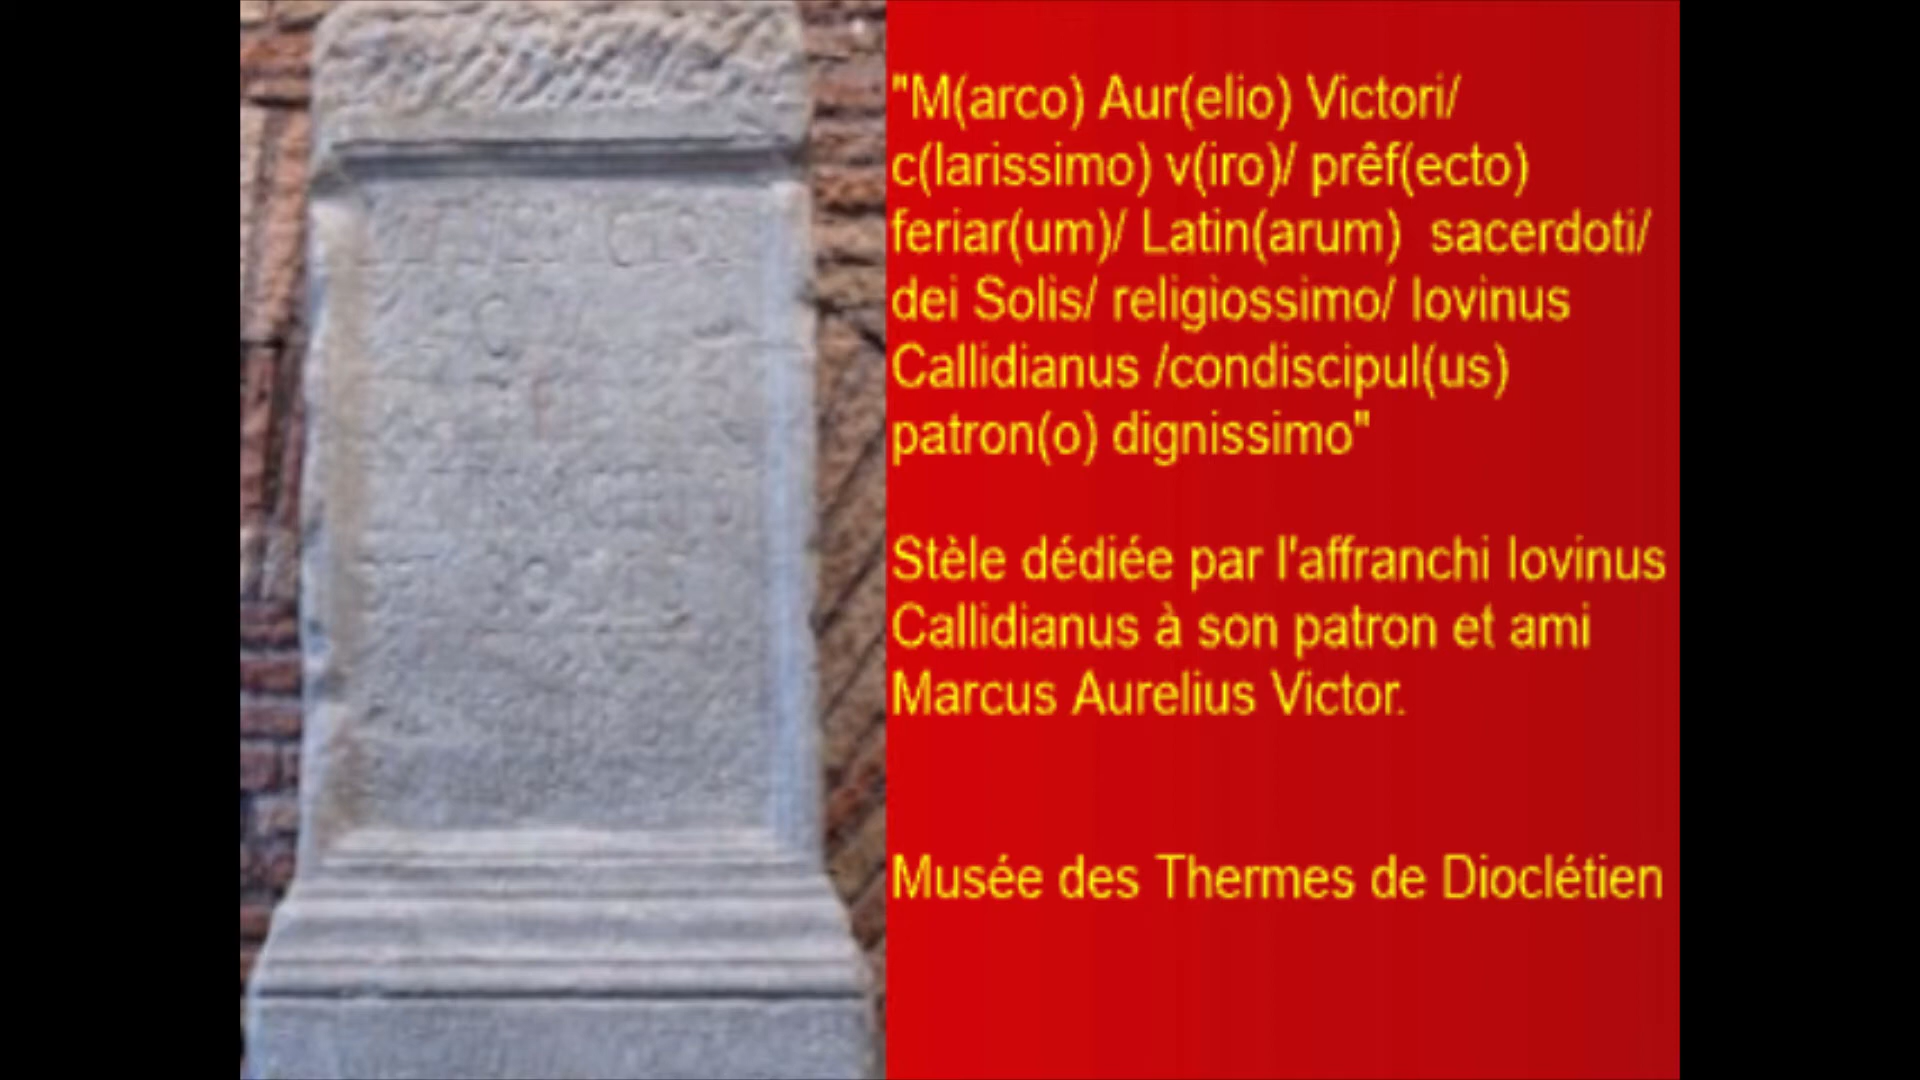 "M(arco) Aur(elio) Victori/
c(larissimo) v(iro)/ prêf(ecto)
feriar(um)/ Latin(arum) sacerdoti/
dei Solis/ religiossimo/ Iovinus
Callidianus /condiscipul(us)
patron(o) dignissimo"
Stèle dédiée par l'affranchi Iovinus
Callidianus à son patron et ami
Marcus Aurelius Victor.
Musée des Thermes de Dioclétien